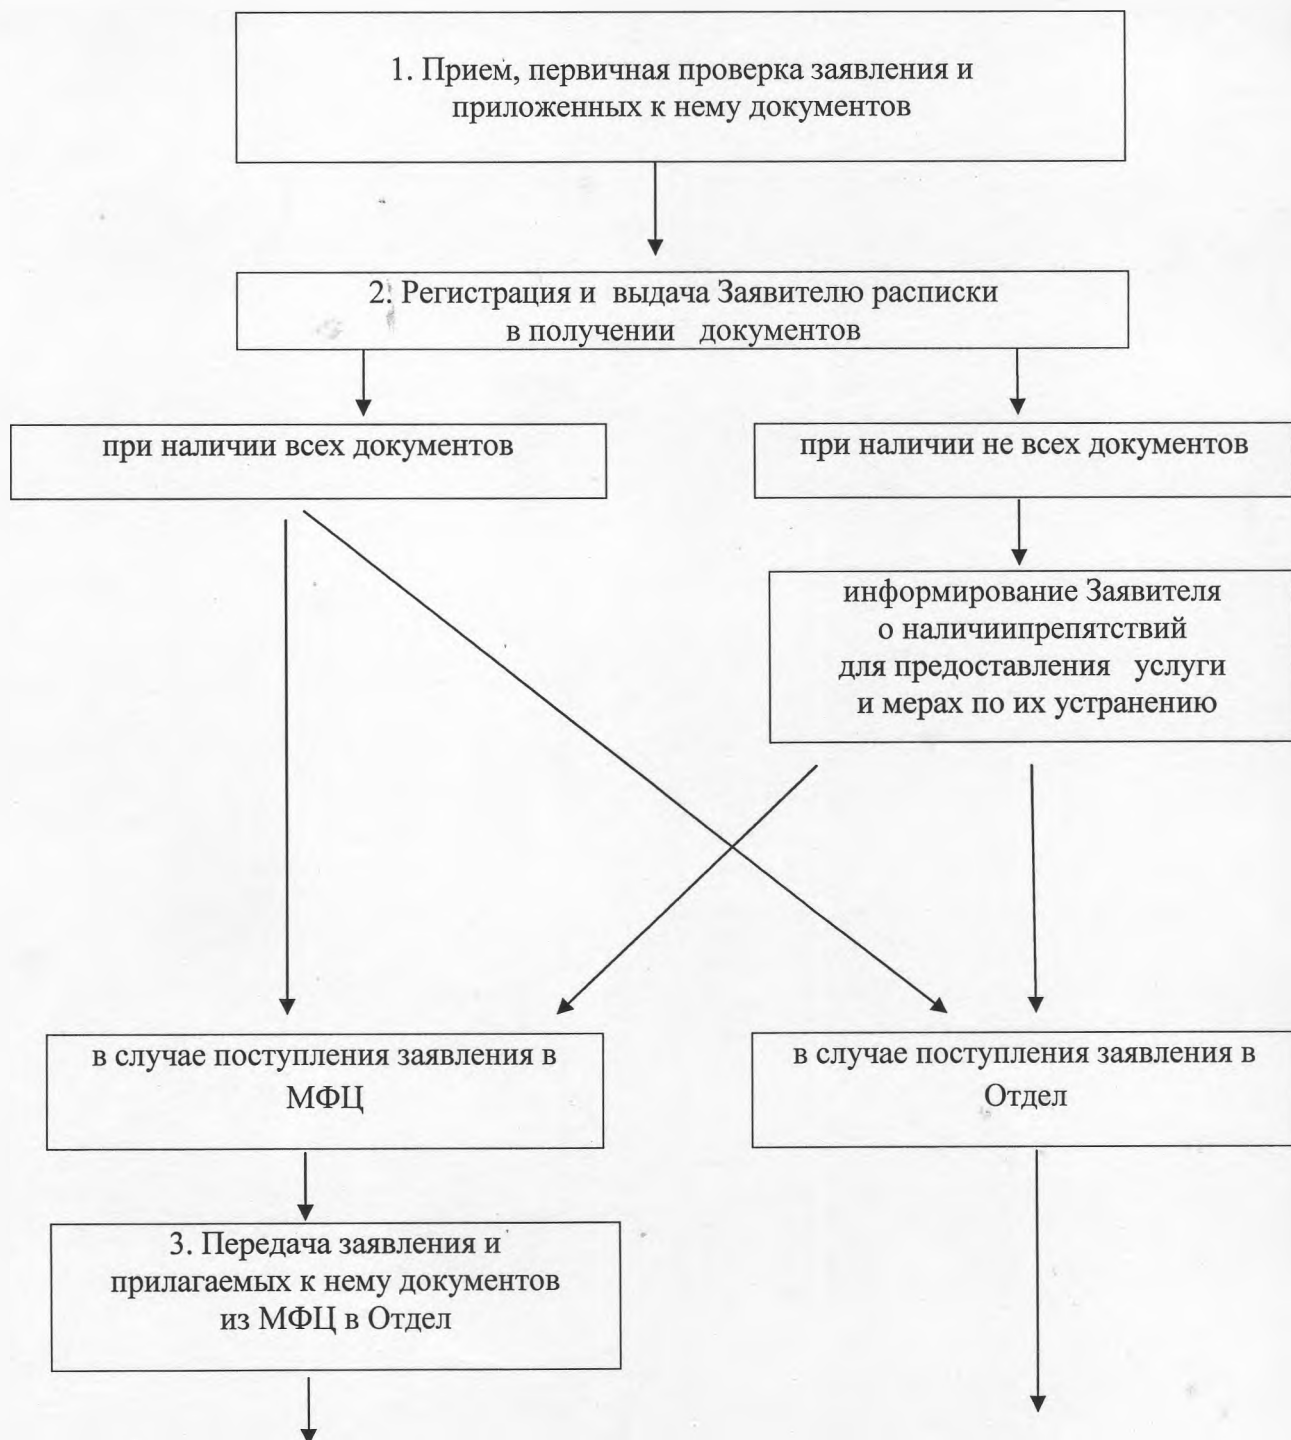 1. Прием, первичная проверка заявления и
приложенных к нему документов
2. Регистрация и выдача Заявителю расписки
в получении документов
при наличии всех документов
при наличии не всех документов
информирование Заявителя
о наличиипрепятствий
для предоставления услуги
и мерах по их устранению
в случае поступления заявления в
МФЦ
в случае поступления заявления в
Отдел
3. Передача заявления и
прилагаемых к нему документов
из МФЦ в Отдел